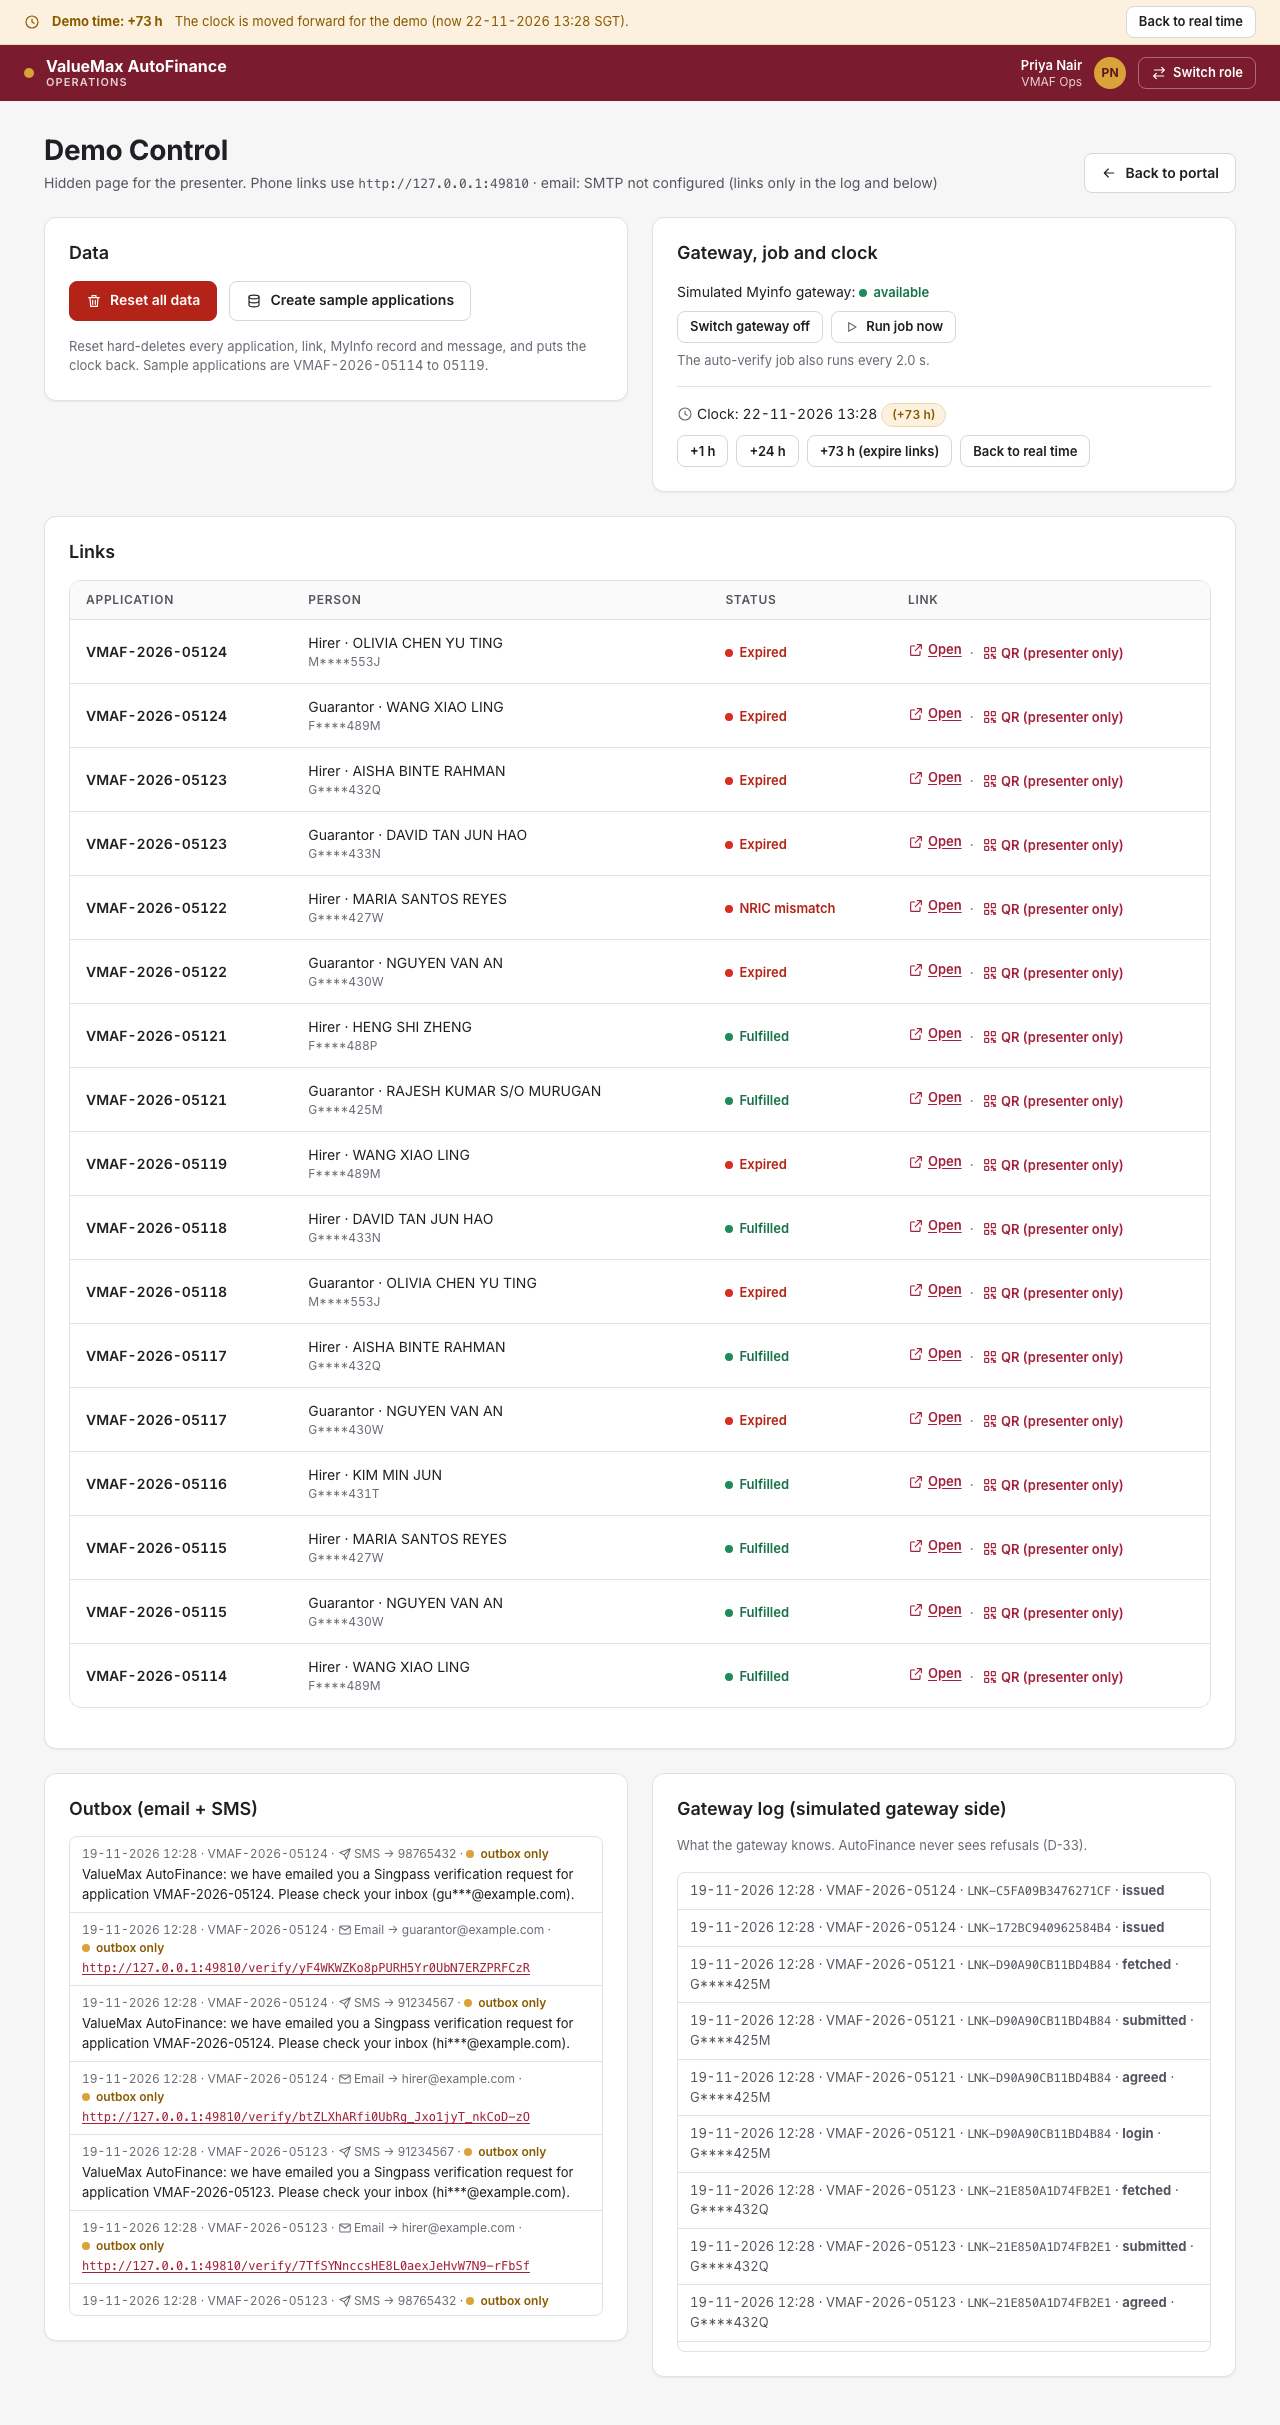 Demo time: +73 h The clock is moved forward for the demo (now 22-11-2026 13:28 SGT).
Back to real time
ValueMax AutoFinance
OPERATIONS
Priya Nair
VMAF Ops
PN
Switch role
Demo Control
Hidden page for the presenter. Phone links use http://127.0.0.1:49810 · email: SMTP not configured (links only in the log and below)
Back to portal
Data
Reset all data
Create sample applications
Reset hard-deletes every application, link, MyInfo record and message, and puts the
clock back. Sample applications are VMAF-2026-05114 to 05119.
Gateway, job and clock
Simulated Myinfo gateway: available
Switch gateway off
Run job now
The auto-verify job also runs every 2.0 s.
Clock: 22-11-2026 13:28 (+73 h)
+1 h
+24 h
+73 h (expire links)
Back to real time
Links
APPLICATION PERSON STATUS LINK
VMAF-2026-05124 Hirer · OLIVIA CHEN YU TING Expired Open · QR (presenter only)
M****553J
VMAF-2026-05124 Guarantor · WANG XIAO LING Expired Open · QR (presenter only)
F****489M
VMAF-2026-05123 Hirer · AISHA BINTE RAHMAN Expired Open · QR (presenter only)
G****432Q
VMAF-2026-05123 Guarantor · DAVID TAN JUN HAO Expired Open · QR (presenter only)
G****433N
VMAF-2026-05122 Hirer · MARIA SANTOS REYES NRIC mismatch Open · QR (presenter only)
G****427W
VMAF-2026-05122 Guarantor · NGUYEN VAN AN Expired Open · QR (presenter only)
G****430W
VMAF-2026-05121 Hirer · HENG SHI ZHENG Fulfilled Open · QR (presenter only)
F****488P
VMAF-2026-05121 Guarantor · RAJESH KUMAR S/O MURUGAN Fulfilled Open · QR (presenter only)
G****425M
VMAF-2026-05119 Hirer · WANG XIAO LING Expired Open · QR (presenter only)
F****489M
VMAF-2026-05118 Hirer · DAVID TAN JUN HAO Fulfilled Open · QR (presenter only)
G****433N
VMAF-2026-05118 Guarantor · OLIVIA CHEN YU TING Expired Open · QR (presenter only)
M****553J
VMAF-2026-05117 Hirer · AISHA BINTE RAHMAN Fulfilled Open · QR (presenter only)
G****432Q
VMAF-2026-05117 Guarantor · NGUYEN VAN AN Expired Open · QR (presenter only)
G****430W
VMAF-2026-05116 Hirer · KIM MIN JUN Fulfilled Open · QR (presenter only)
G****431T
VMAF-2026-05115 Hirer · MARIA SANTOS REYES Fulfilled Open · QR (presenter only)
G****427W
VMAF-2026-05115 Guarantor · NGUYEN VAN AN Fulfilled Open · QR (presenter only)
G****430W
VMAF-2026-05114 Hirer · WANG XIAO LING Fulfilled Open · QR (presenter only)
F****489M
Outbox (email + SMS)
19-11-2026 12:28 · VMAF-2026-05124 · SMS → 98765432 · outbox only
ValueMax AutoFinance: we have emailed you a Singpass verification request for
application VMAF-2026-05124. Please check your inbox (gu***@example.com).
19-11-2026 12:28 · VMAF-2026-05124 · Email → guarantor@example.com ·
outbox only
http://127.0.0.1:49810/verify/yF4WKWZKo8pPURH5Yr0UbN7ERZPRFCzR
19-11-2026 12:28 · VMAF-2026-05124 · SMS → 91234567 · outbox only
ValueMax AutoFinance: we have emailed you a Singpass verification request for
application VMAF-2026-05124. Please check your inbox (hi***@example.com).
19-11-2026 12:28 · VMAF-2026-05124 · Email → hirer@example.com ·
outbox only
http://127.0.0.1:49810/verify/btZLXhARfi0UbRg_Jxo1jyT_nkCoD-zO
19-11-2026 12:28 · VMAF-2026-05123 · SMS → 91234567 · outbox only
ValueMax AutoFinance: we have emailed you a Singpass verification request for
application VMAF-2026-05123. Please check your inbox (hi***@example.com).
19-11-2026 12:28 · VMAF-2026-05123 · Email → hirer@example.com ·
outbox only
http://127.0.0.1:49810/verify/7TfSYNnccsHE8L0aexJeHvW7N9-rFbSf
19-11-2026 12:28 · VMAF-2026-05123 · SMS → 98765432 · outbox only
Gateway log (simulated gateway side)
What the gateway knows. AutoFinance never sees refusals (D-33).
19-11-2026 12:28 · VMAF-2026-05124 · LNK-C5FA09B3476271CF · issued
19-11-2026 12:28 · VMAF-2026-05124 · LNK-172BC940962584B4 · issued
19-11-2026 12:28 · VMAF-2026-05121 · LNK-D90A90CB11BD4B84 · fetched ·
G****425M
19-11-2026 12:28 · VMAF-2026-05121 · LNK-D90A90CB11BD4B84 · submitted ·
G****425M
19-11-2026 12:28 · VMAF-2026-05121 · LNK-D90A90CB11BD4B84 · agreed ·
G****425M
19-11-2026 12:28 · VMAF-2026-05121 · LNK-D90A90CB11BD4B84 · login ·
G****425M
19-11-2026 12:28 · VMAF-2026-05123 · LNK-21E850A1D74FB2E1 · fetched ·
G****432Q
19-11-2026 12:28 · VMAF-2026-05123 · LNK-21E850A1D74FB2E1 · submitted ·
G****432Q
19-11-2026 12:28 · VMAF-2026-05123 · LNK-21E850A1D74FB2E1 · agreed ·
G****432Q